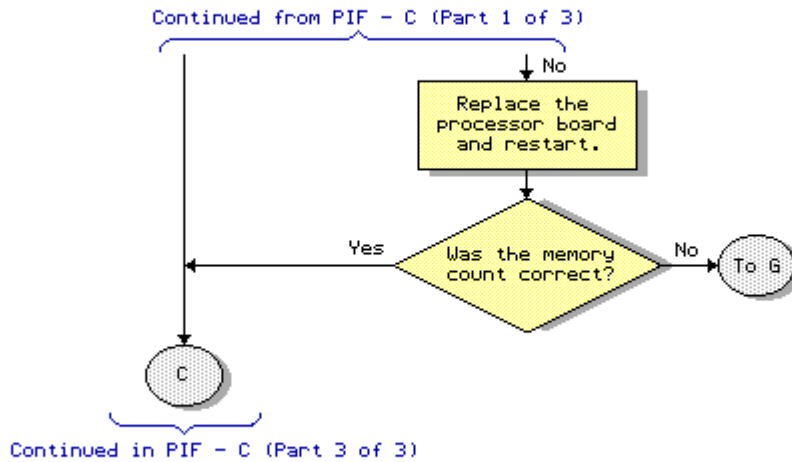 Continued from PIF - C (Part 1 of 3)
No
Replace the
processor board
and restart.
Yes
Was the memory
count correct?
No
To G
C
Continued in PIF - C (Part 3 of 3)